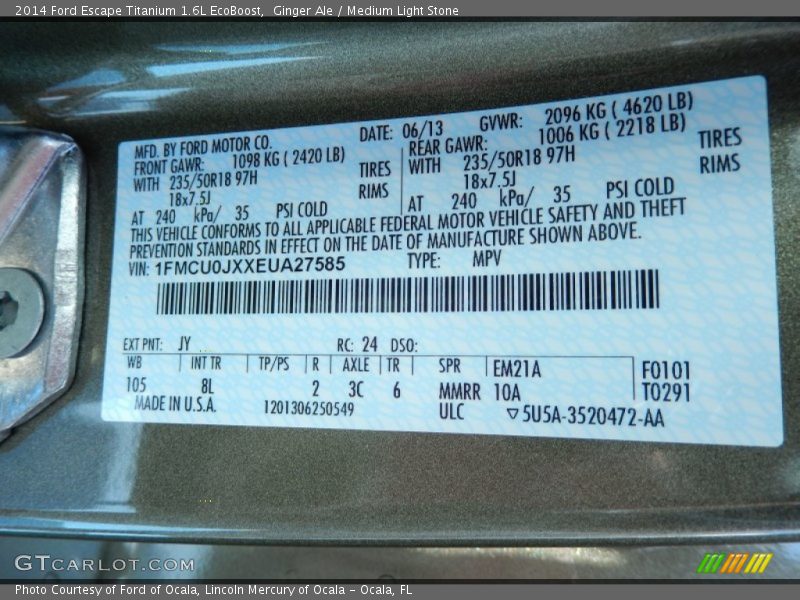 2014 Ford Escape Titanium 1.6L EcoBoost,  Ginger Ale / Medium Light Stone
MFD. BY FORD MOTOR CO. DATE: 06/13 GVWR: 2096 KG ( 4620 LB)
FRONT GAWR: 1098 KG ( 2420 LB) REAR GAWR: 1006 KG ( 2218 LB)
WITH 235/50R18 97H TIRES WITH 235/50R18 97H TIRES
18x7.5J RIMS 18x7.5J RIMS
AT 240 kPa/ 35 PSI COLD AT 240 kPa/ 35 PSI COLD
THIS VEHICLE CONFORMS TO ALL APPLICABLE FEDERAL MOTOR VEHICLE SAFETY AND THEFT
PREVENTION STANDARDS IN EFFECT ON THE DATE OF MANUFACTURE SHOWN ABOVE.
VIN: 1FMCU0JXXEUA27585 TYPE: MPV
EXT PNT: JY RC: 24 DSO:
WB INT TR TP/PS R AXLE TR SPR EM21A F0101
105 8L 2 3C 6 MMRR 10A T0291
MADE IN U.S.A. 1201306250549 ULC ▽5U5A-3520472-AA
GTCARLOT.COM
Photo Courtesy of Ford of Ocala, Lincoln Mercury of Ocala - Ocala, FL